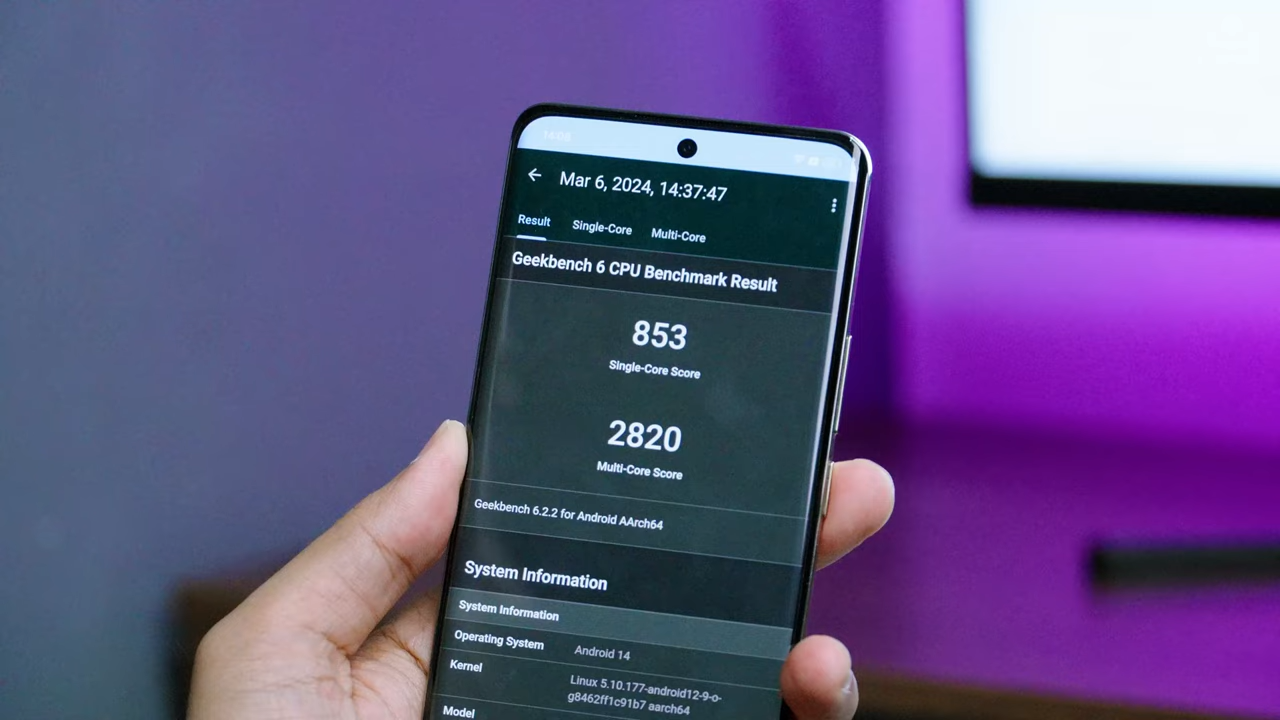 Mar 6, 2024, 14:37:47
Result Single-Core Multi-Core
Geekbench 6 CPU Benchmark Result
853
Single-Core Score
2820
Multi-Core Score
Geekbench 6.2.2 for Android AArch64
System Information
System Information
Operating System Android 14
Kernel Linux 5.10.177-android12-9-o-
g8462ff1c91b7 aarch64
Model